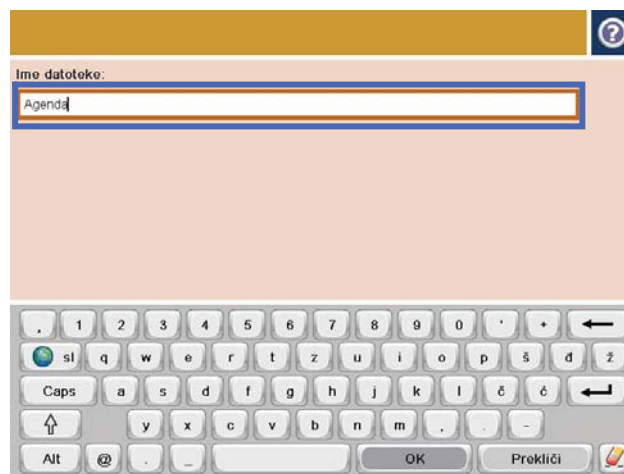 ?
Ime datoteke:
Agenda
, 1 2 3 4 5 6 7 8 9 0 ' +
sl q w e r t z u i o p š đ ž
Caps a s d f g h j k l č ć
y x c v b n m , . -
Alt @ . _ OK Prekliči